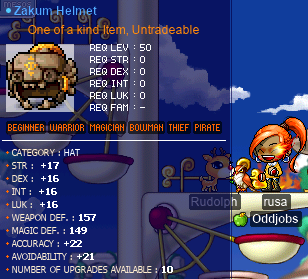 Zakum Helmet
One of a kind Item, Untradeable
REQ LEV : 50
REQ STR : 0
REQ DEX : 0
REQ INT : 0
REQ LUK : 0
REQ FAM : -
BEGINNER WARRIOR MAGICIAN BOWMAN THIEF PIRATE
CATEGORY : HAT
STR : +17
DEX : +16
INT : +16
LUK : +16
WEAPON DEF. : 157
MAGIC DEF. : 149
ACCURACY : +22
AVOIDABILITY : +21
NUMBER OF UPGRADES AVAILABLE : 10
Rudolph
rusa
Oddjobs